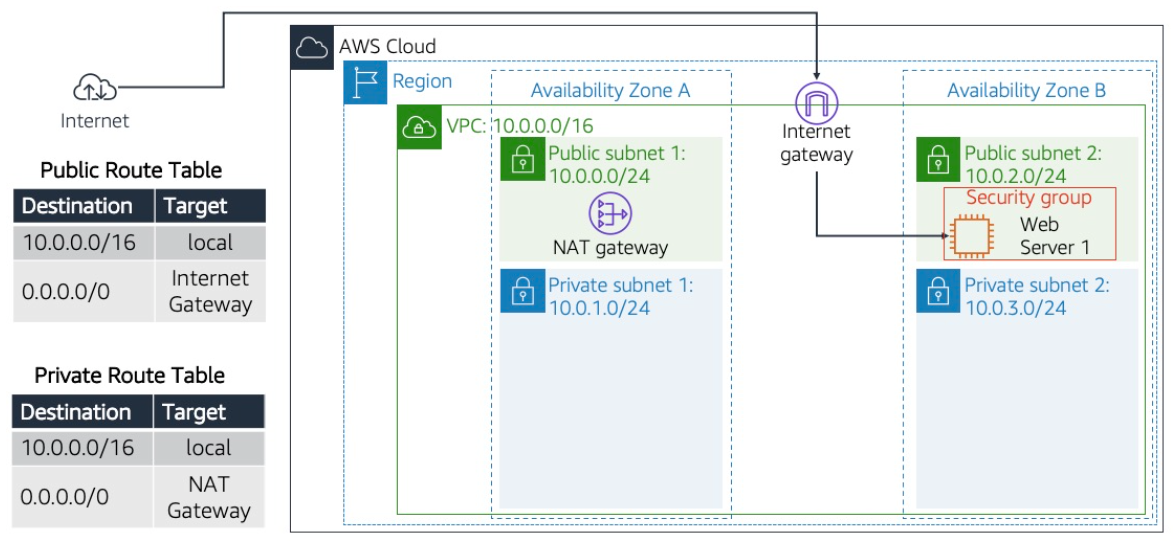 AWS Cloud
Region
Availability Zone A
Availability Zone B
Internet
VPC: 10.0.0.0/16
Internet
gateway
Public subnet 1:
10.0.0.0/24
NAT gateway
Public subnet 2:
10.0.2.0/24
Security group
Web
Server 1
Private subnet 1:
10.0.1.0/24
Private subnet 2:
10.0.3.0/24
Public Route Table
Destination Target
10.0.0.0/16 local
0.0.0.0/0 Internet
Gateway
Private Route Table
Destination Target
10.0.0.0/16 local
0.0.0.0/0 NAT
Gateway